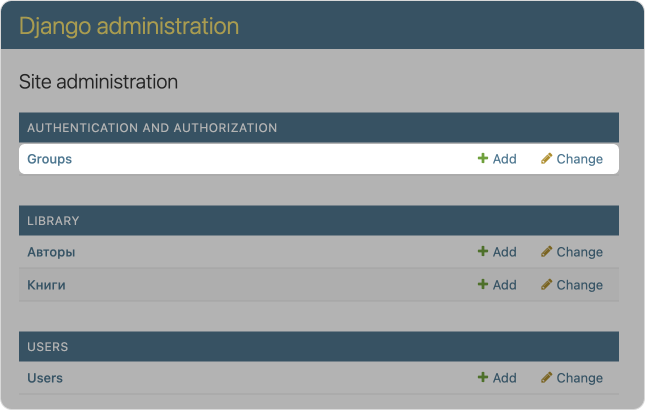 Django administration
Site administration
AUTHENTICATION AND AUTHORIZATION
Groups Add Change
LIBRARY
Авторы Add Change
Книги Add Change
USERS
Users Add Change